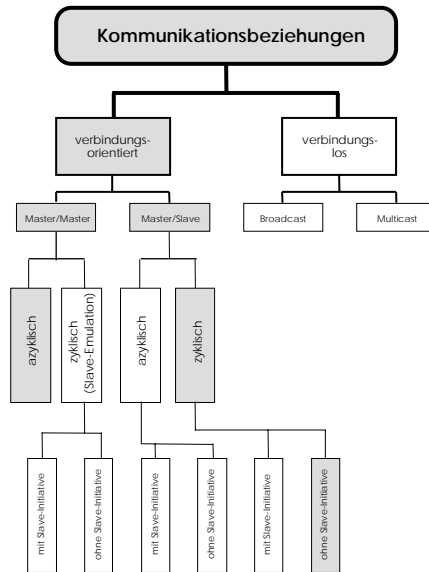 Kommunikationsbeziehungen
verbindungs-
orientiert
verbindungs-
los
Master/Master
Master/Slave
Broadcast
Multicast
azyklisch
zyklisch
(Slave-Emulation)
azyklisch
zyklisch
mit Slave-Initiative
ohne Slave-Initiative
mit Slave-Initiative
ohne Slave-Initiative
mit Slave-Initiative
ohne Slave-Initiative